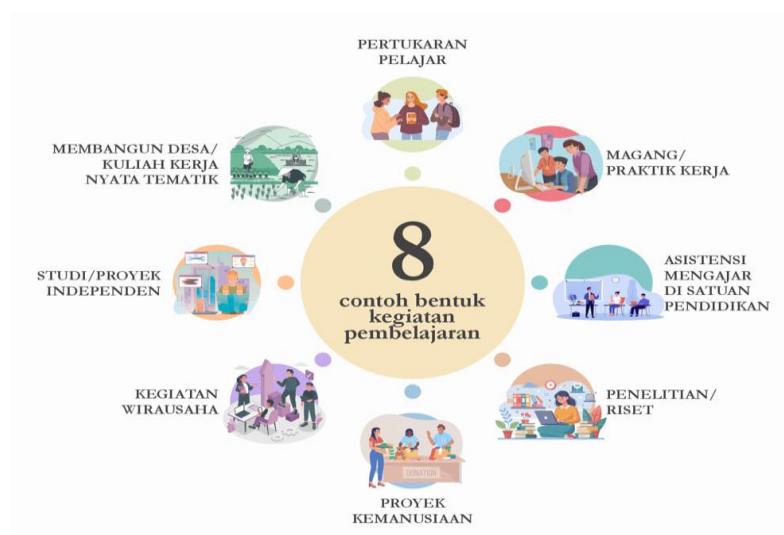 PERTUKARAN
PELAJAR
MAGANG/
PRAKTIK KERJA
ASISTENSI
MENGAJAR
DI SATUAN
PENDIDIKAN
PENELITIAN/
RISET
PROYEK
KEMANUSIAAN
KEGIATAN
WIRAUSAHA
STUDI/PROYEK
INDEPENDEN
MEMBANGUN DESA/
KULIAH KERJA
NYATA TEMATIK
8
contoh bentuk
kegiatan
pembelajaran
DONATION